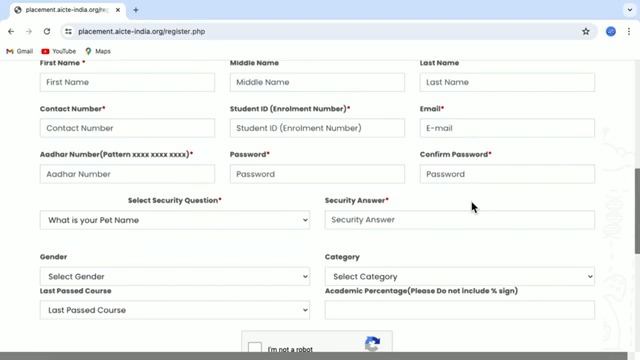 placement.aicte-india.org/reg
placement.aicte-india.org/register.php
Gmail YouTube Maps
First Name * Middle Name Last Name
First Name Middle Name Last Name
Contact Number* Student ID (Enrolment Number)* Email*
Contact Number Student ID (Enrolment Number) E-mail
Aadhar Number(Pattern xxxx xxxx xxxx)* Password* Confirm Password*
Aadhar Number Password Password
Select Security Question* Security Answer*
What is your Pet Name Security Answer
Gender Category
Select Gender Select Category
Last Passed Course Academic Percentage(Please Do not include % sign)
Last Passed Course
I'm not a robot